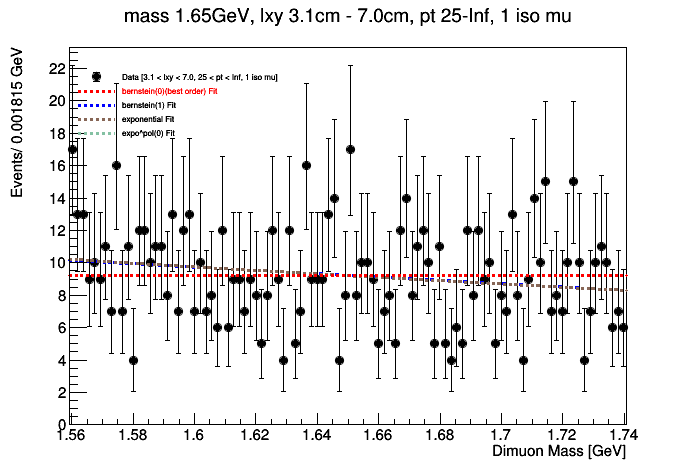 mass 1.65GeV, lxy 3.1cm - 7.0cm, pt 25-Inf, 1 iso mu
Events/ 0.001815 GeV
Data [3.1 < lxy < 7.0, 25 < pt < Inf, 1 iso mu]
bernstein(0)(best order) Fit
bernstein(1) Fit
exponential Fit
expo*pol(0) Fit
22
20
18
16
14
12
10
8
6
4
2
0
1.56 1.58 1.6 1.62 1.64 1.66 1.68 1.7 1.72 1.74
Dimuon Mass [GeV]